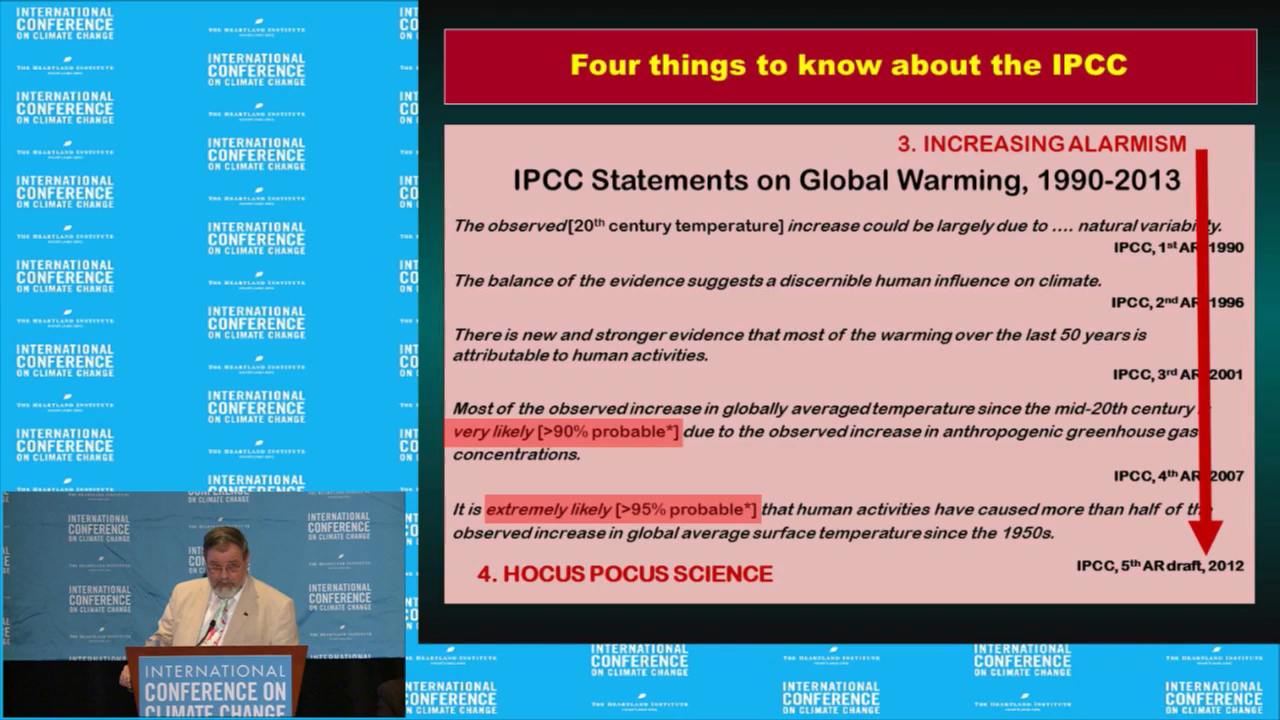 Four things to know about the IPCC
3. INCREASING ALARMISM
IPCC Statements on Global Warming, 1990-2013
The observed [20th century temperature] increase could be largely due to .... natural variability.
IPCC, 1st AR 1990
The balance of the evidence suggests a discernible human influence on climate.
IPCC, 2nd AR 1996
There is new and stronger evidence that most of the warming over the last 50 years is
attributable to human activities.
IPCC, 3rd AR 2001
Most of the observed increase in globally averaged temperature since the mid-20th century
very likely [>90% probable*] due to the observed increase in anthropogenic greenhouse gas
concentrations.
IPCC, 4th AR 2007
It is extremely likely [>95% probable*] that human activities have caused more than half of the
observed increase in global average surface temperature since the 1950s.
IPCC, 5th AR draft, 2012
4. HOCUS POCUS SCIENCE
INTERNATIONAL
CONFERENCE
ON CLIMATE CHANGE
THE HEARTLAND INSTITUTE
INTERNATIONAL
CONFERENCE ON
CLIMATE CHANGE